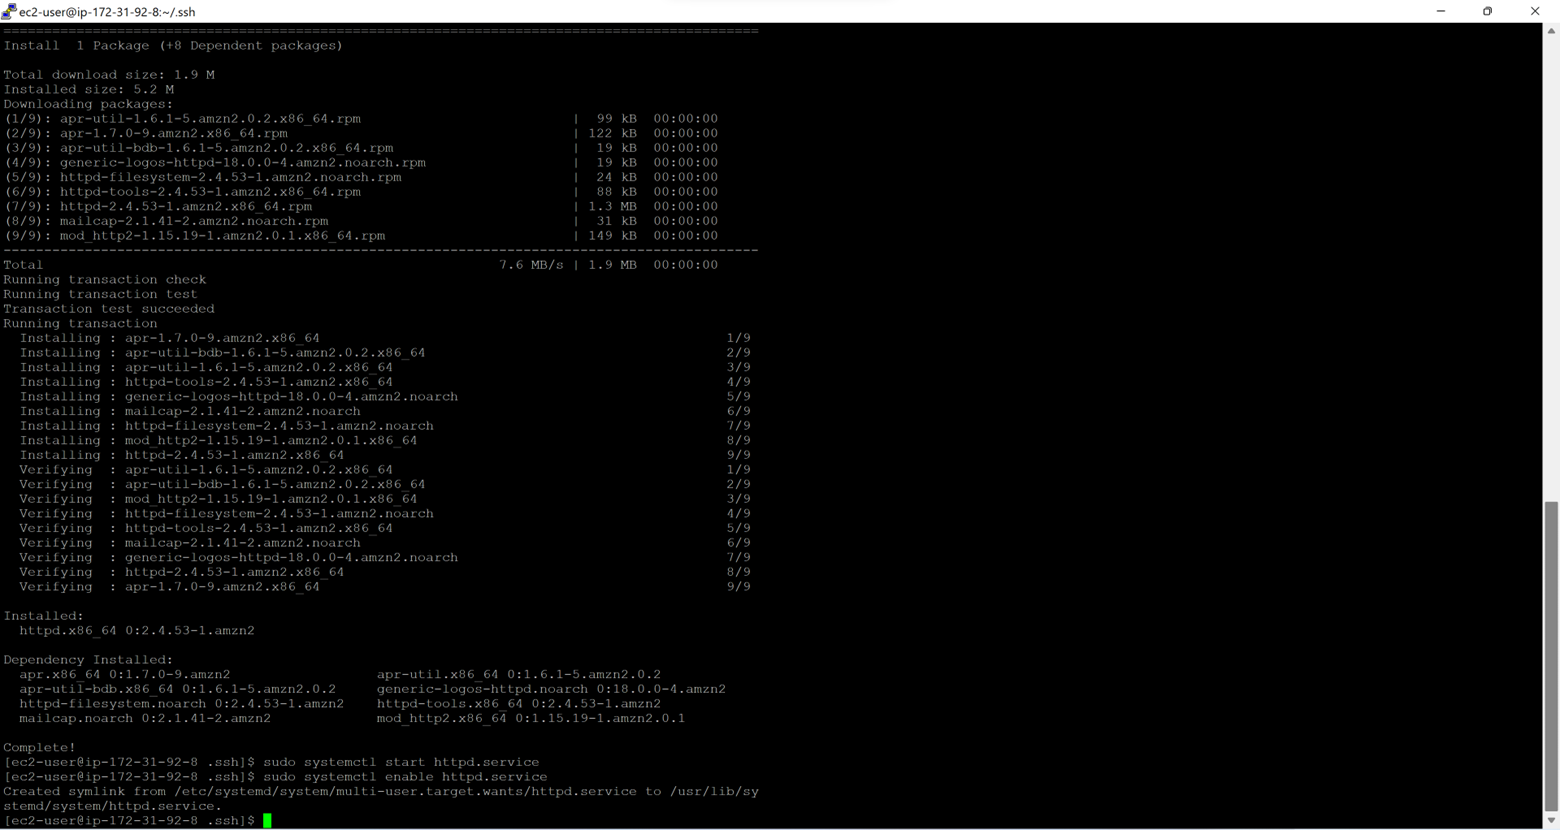 ec2-user@ip-172-31-92-8:~/.ssh
================================================================================
Install  1 Package (+8 Dependent packages)
Total download size: 1.9 M
Installed size: 5.2 M
Downloading packages:
(1/9): apr-util-1.6.1-5.amzn2.0.2.x86_64.rpm | 99 kB 00:00:00
(2/9): apr-1.7.0-9.amzn2.x86_64.rpm | 122 kB 00:00:00
(3/9): apr-util-bdb-1.6.1-5.amzn2.0.2.x86_64.rpm | 19 kB 00:00:00
(4/9): generic-logos-httpd-18.0.0-4.amzn2.noarch.rpm | 19 kB 00:00:00
(5/9): httpd-filesystem-2.4.53-1.amzn2.noarch.rpm | 24 kB 00:00:00
(6/9): httpd-tools-2.4.53-1.amzn2.x86_64.rpm | 88 kB 00:00:00
(7/9): httpd-2.4.53-1.amzn2.x86_64.rpm | 1.3 MB 00:00:00
(8/9): mailcap-2.1.41-2.amzn2.noarch.rpm | 31 kB 00:00:00
(9/9): mod_http2-1.15.19-1.amzn2.0.1.x86_64.rpm | 149 kB 00:00:00
--------------------------------------------------------------------------------
Total 7.6 MB/s | 1.9 MB 00:00:00
Running transaction check
Running transaction test
Transaction test succeeded
Running transaction
Installing : apr-1.7.0-9.amzn2.x86_64 1/9
Installing : apr-util-bdb-1.6.1-5.amzn2.0.2.x86_64 2/9
Installing : apr-util-1.6.1-5.amzn2.0.2.x86_64 3/9
Installing : httpd-tools-2.4.53-1.amzn2.x86_64 4/9
Installing : generic-logos-httpd-18.0.0-4.amzn2.noarch 5/9
Installing : mailcap-2.1.41-2.amzn2.noarch 6/9
Installing : httpd-filesystem-2.4.53-1.amzn2.noarch 7/9
Installing : mod_http2-1.15.19-1.amzn2.0.1.x86_64 8/9
Installing : httpd-2.4.53-1.amzn2.x86_64 9/9
Verifying : apr-util-1.6.1-5.amzn2.0.2.x86_64 1/9
Verifying : apr-util-bdb-1.6.1-5.amzn2.0.2.x86_64 2/9
Verifying : mod_http2-1.15.19-1.amzn2.0.1.x86_64 3/9
Verifying : httpd-filesystem-2.4.53-1.amzn2.noarch 4/9
Verifying : httpd-tools-2.4.53-1.amzn2.x86_64 5/9
Verifying : mailcap-2.1.41-2.amzn2.noarch 6/9
Verifying : generic-logos-httpd-18.0.0-4.amzn2.noarch 7/9
Verifying : httpd-2.4.53-1.amzn2.x86_64 8/9
Verifying : apr-1.7.0-9.amzn2.x86_64 9/9
Installed:
httpd.x86_64 0:2.4.53-1.amzn2
Dependency Installed:
apr.x86_64 0:1.7.0-9.amzn2 apr-util.x86_64 0:1.6.1-5.amzn2.0.2
apr-util-bdb.x86_64 0:1.6.1-5.amzn2.0.2 generic-logos-httpd.noarch 0:18.0.0-4.amzn2
httpd-filesystem.noarch 0:2.4.53-1.amzn2 httpd-tools.x86_64 0:2.4.53-1.amzn2
mailcap.noarch 0:2.1.41-2.amzn2 mod_http2.x86_64 0:1.15.19-1.amzn2.0.1
Complete!
[ec2-user@ip-172-31-92-8 .ssh]$ sudo systemctl start httpd.service
[ec2-user@ip-172-31-92-8 .ssh]$ sudo systemctl enable httpd.service
Created symlink from /etc/systemd/system/multi-user.target.wants/httpd.service to /usr/lib/sy
stemd/system/httpd.service.
[ec2-user@ip-172-31-92-8 .ssh]$